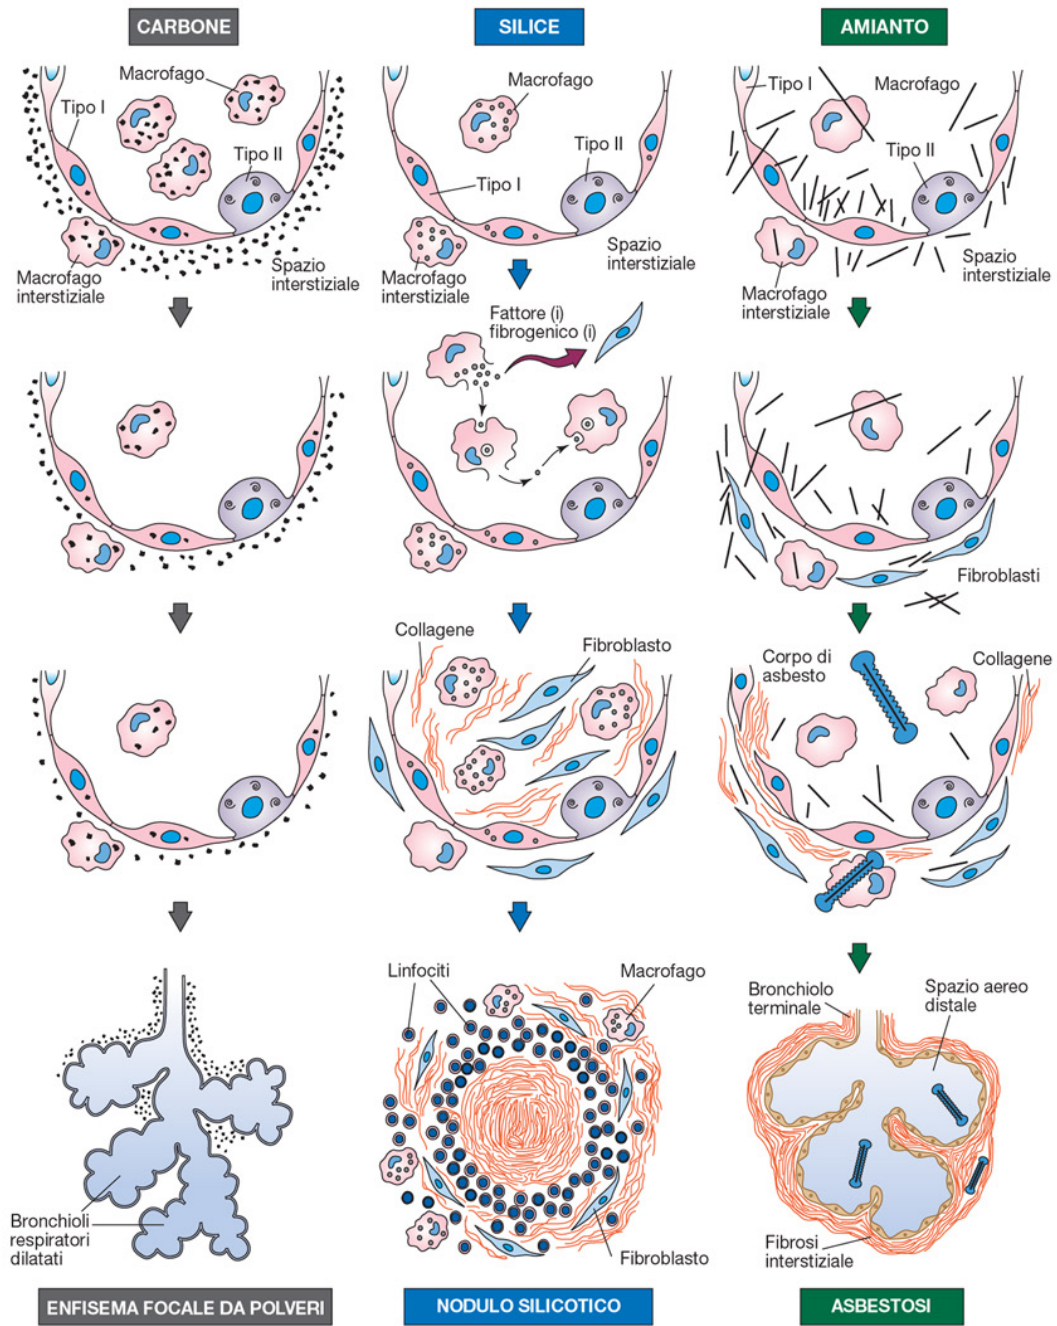 CARBONE
SILICE
AMIANTO
Macrofago
Tipo I
Tipo II
Macrofago
interstiziale
Spazio
interstiziale
Macrofago
Tipo II
Tipo I
Spazio
interstiziale
Macrofago
interstiziale
Tipo I
Macrofago
Tipo II
Spazio
interstiziale
Macrofago
interstiziale
Fattore (i)
fibrogenico (i)
Fibroblasti
Collagene
Fibroblasto
Corpo di
asbesto
Collagene
Bronchioli
respiratori
dilatati
Linfociti
Macrofago
Fibroblasto
Bronchiolo
terminale
Spazio aereo
distale
Fibrosi
interstiziale
ENFISEMA FOCALE DA POLVERI
NODULO SILICOTICO
ASBESTOSI